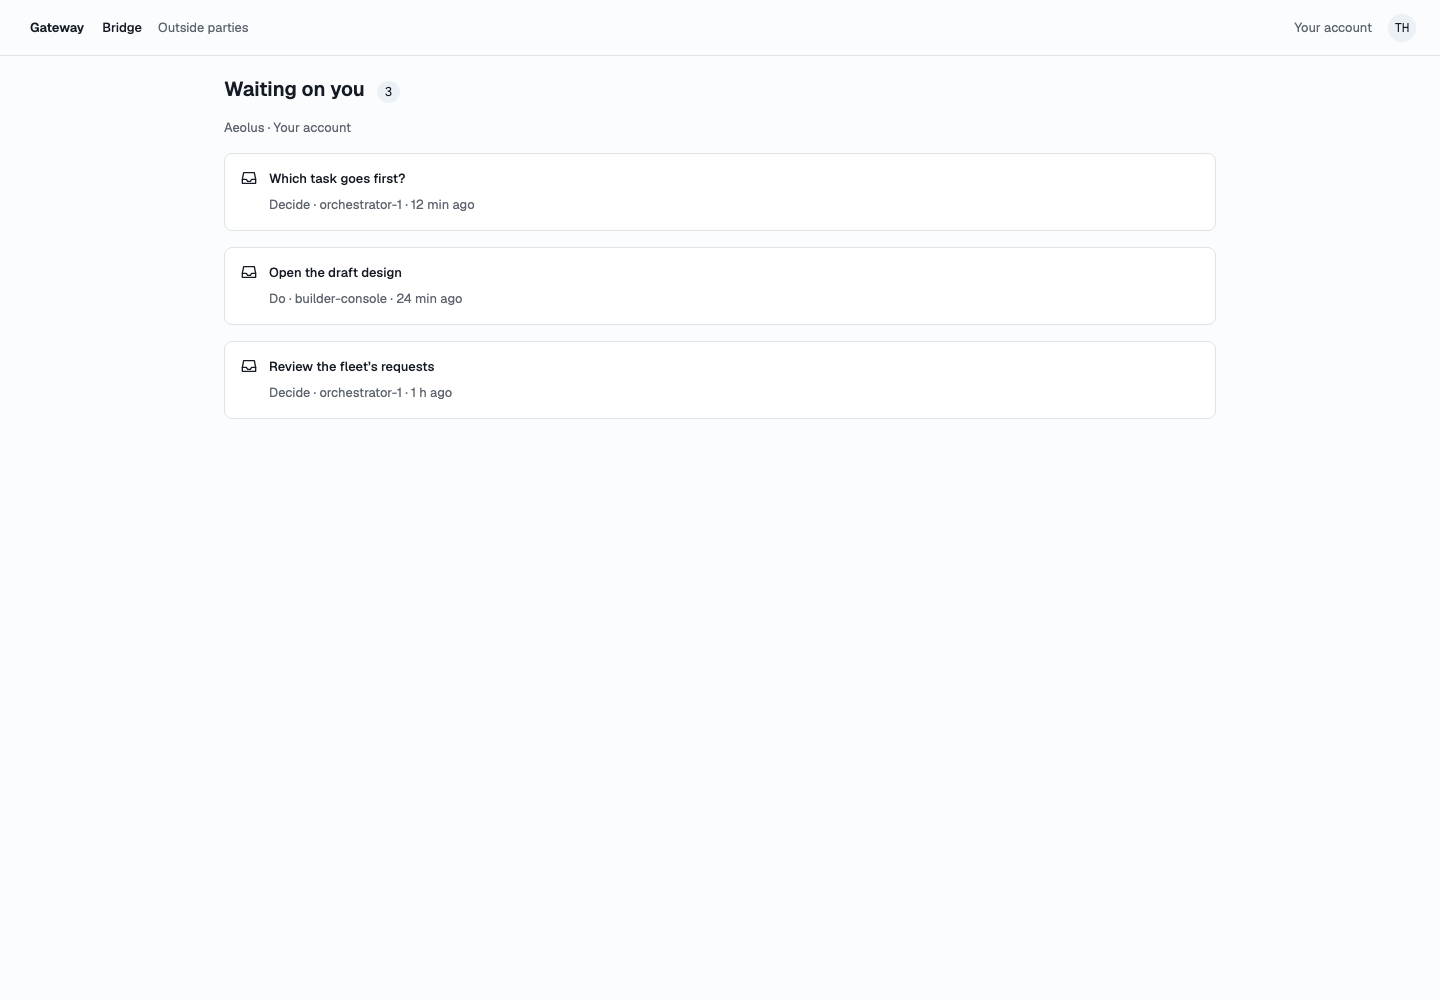 Gateway Bridge Outside parties Your account TH
Waiting on you 3
Aeolus · Your account
Which task goes first?
Decide · orchestrator-1 · 12 min ago
Open the draft design
Do · builder-console · 24 min ago
Review the fleet's requests
Decide · orchestrator-1 · 1 h ago